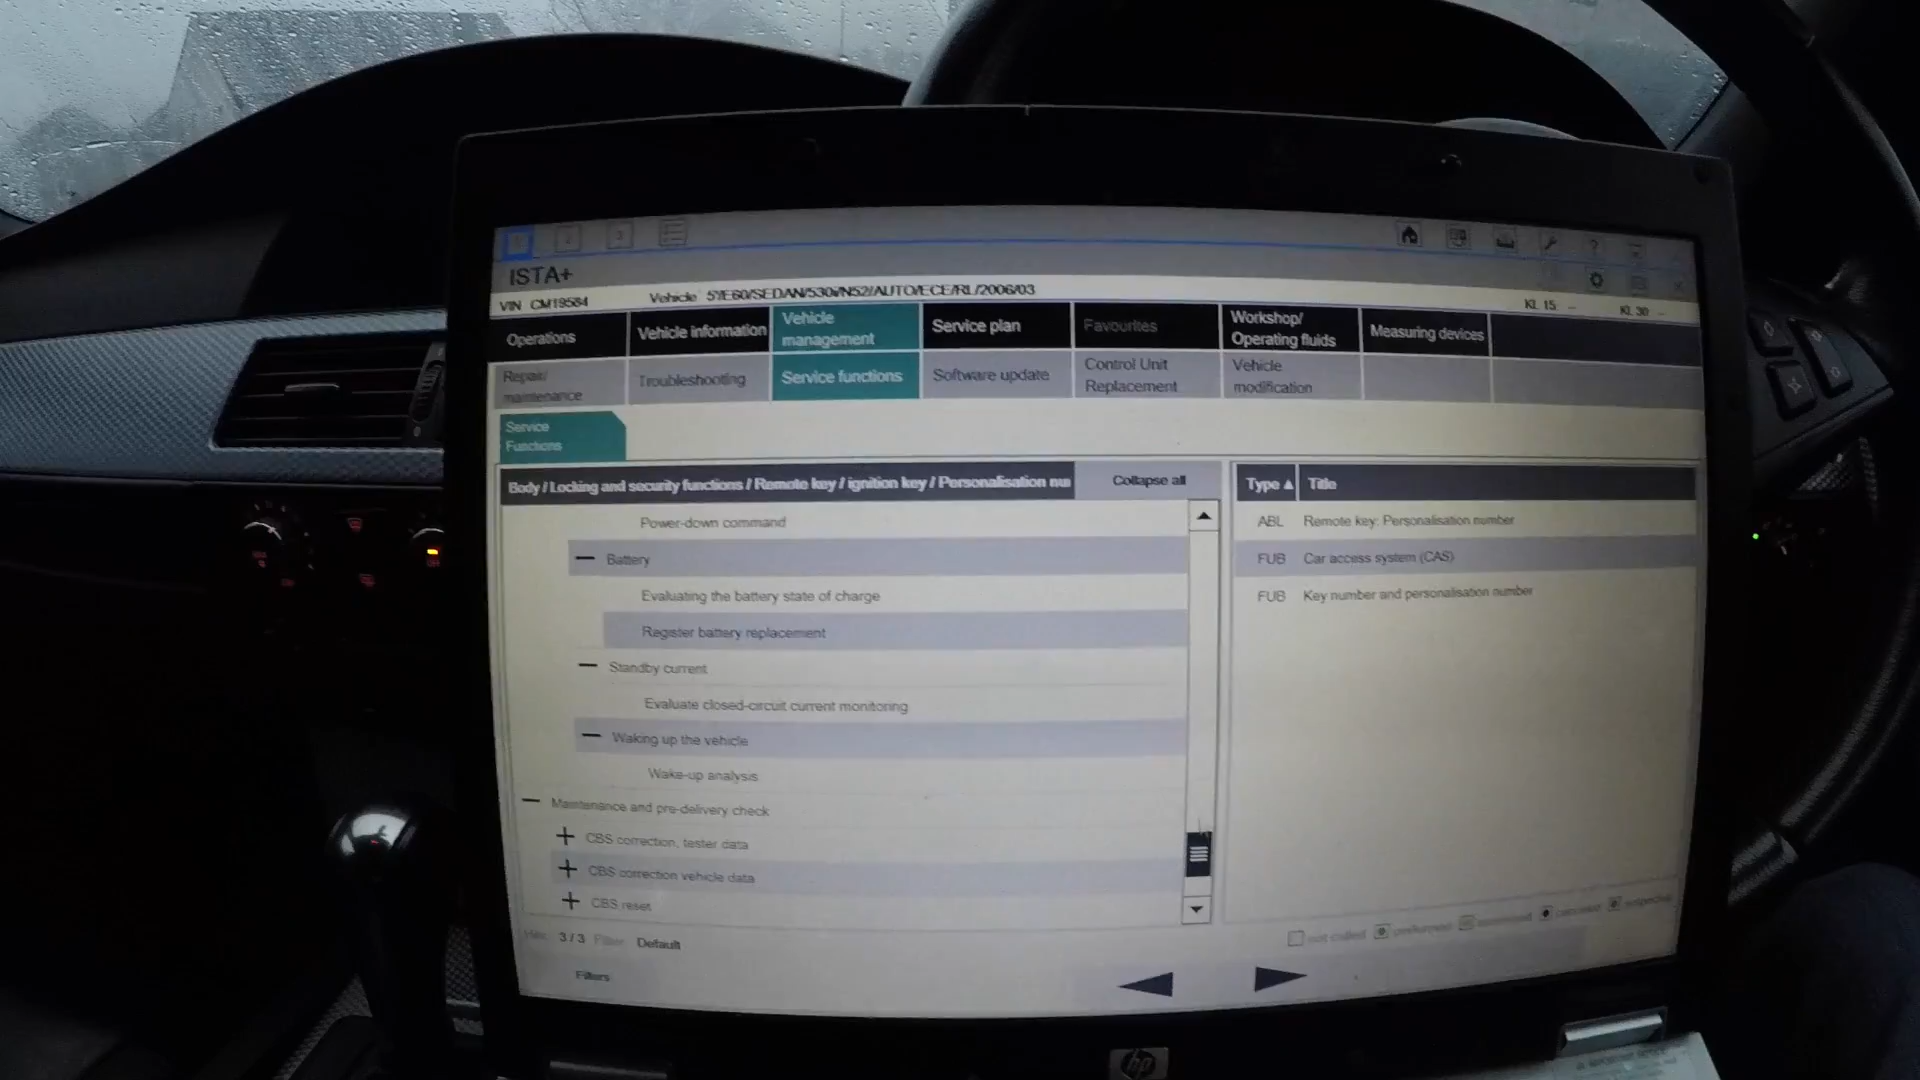 ISTA+
VIN CM19584 Vehicle 5'/E60/SEDAN/530i/N52/AUTO/ECE/RL/2006/03 KL 15 -- KL 30 --
Operations Vehicle information Vehicle management Service plan Favourites Workshop/ Operating fluids Measuring devices
Repair/ maintenance Troubleshooting Service functions Software update Control Unit Replacement Vehicle modification
Service Functions
Body / Locking and security functions / Remote key / ignition key / Personalisation nu
Collapse all
Type Title
Power-down command
Battery
Evaluating the battery state of charge
Register battery replacement
Standby current
Evaluate closed-circuit current monitoring
Waking up the vehicle
Wake-up analysis
Maintenance and pre-delivery check
CBS correction, tester data
CBS correction vehicle data
CBS reset
ABL Remote key: Personalisation number
FUB Car access system (CAS)
FUB Key number and personalisation number
3 / 3 Filter: Default
not called
Filters
hp